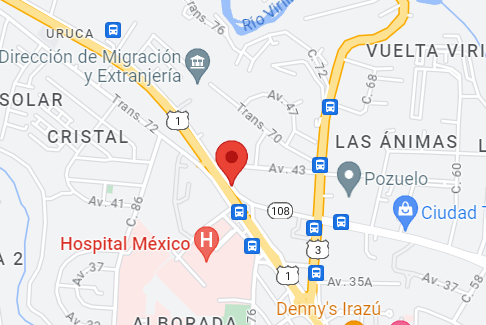 Trans. 76
Río Viril
URUCA
C. 72
VUELTA VIRI
Dirección de Migración
y Extranjería
C. 68
Av. 47
SOLAR
Trans. 72
1
Trans. 70
CRISTAL
LAS ÁNIMAS
L
Av. 43
C. 60
Pozuelo
C. 86
Av. 41
108
Ciudad T
Hospital México
H
3
A 2
Av. 37
1
Av. 35A
C. 58
Av. 37
Denny's Irazú
ALBORADA